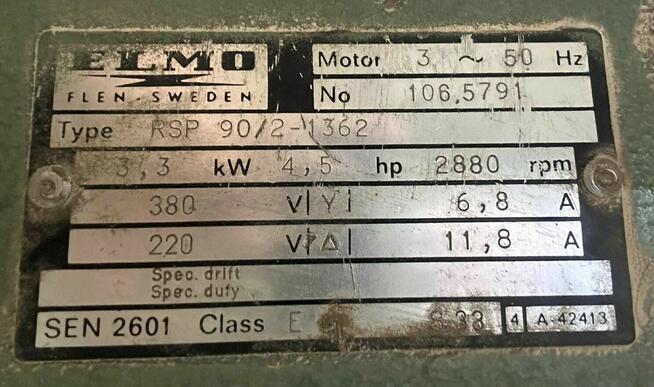 ELMO
FLEN - SWEDEN
Motor 3 ~ 50 Hz
No 106.5791
Type RSP 90/2-1362
3,3 kW 4,5 hp 2880 rpm
380 V Y 6,8 A
220 V Δ 11,8 A
Spec. drift
Spec. duty
SEN 2601 Class E
4 A-42413